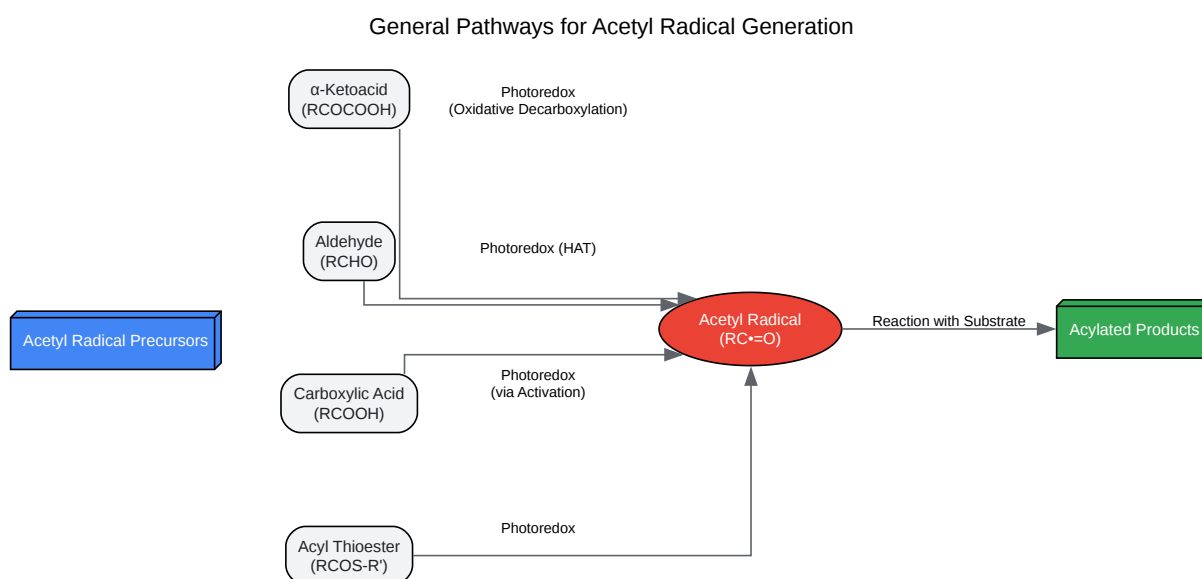 General Pathways for Acetyl Radical Generation
α-Ketoacid
(RCOCOOH)
Photoredox
(Oxidative Decarboxylation)
Aldehyde
(RCHO)
Photoredox (HAT)
Acetyl Radical Precursors
Acetyl Radical
(RC•=O)
Reaction with Substrate
Acylated Products
Carboxylic Acid
(RCOOH)
Photoredox
(via Activation)
Acyl Thioester
(RCOS-R')
Photoredox